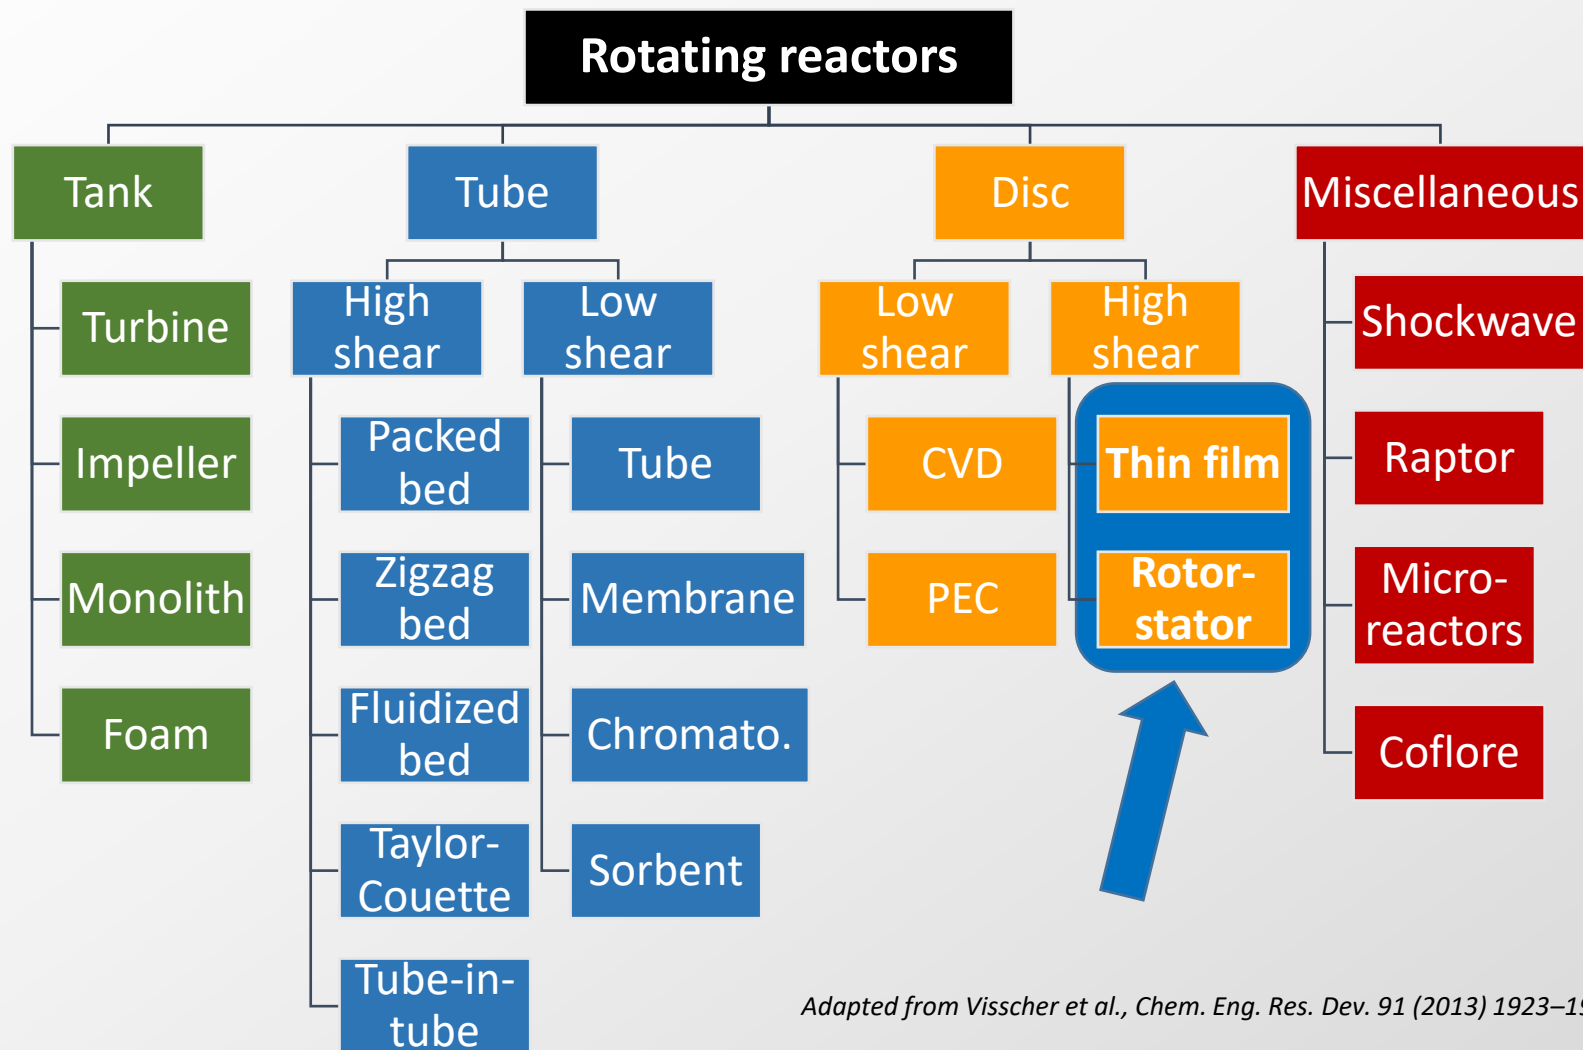 Rotating reactors
Tank
Tube
Disc
Miscellaneous
Turbine
Impeller
Monolith
Foam
High
shear
Low
shear
Packed
bed
Zigzag
bed
Fluidized
bed
Taylor-
Couette
Tube-in-
tube
Tube
Membrane
Chromato.
Sorbent
Low
shear
High
shear
CVD
PEC
Thin film
Rotor-
stator
Shockwave
Raptor
Micro-
reactors
Coflore
Adapted from Visscher et al., Chem. Eng. Res. Dev. 91 (2013) 1923–19